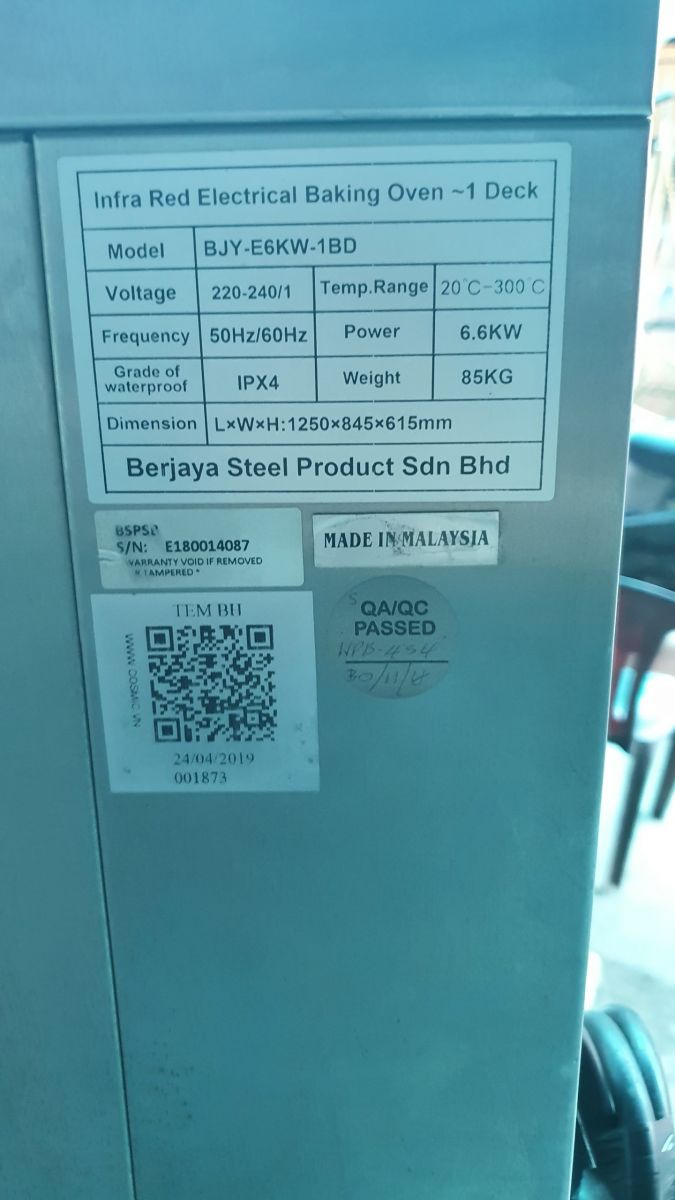 Infra Red Electrical Baking Oven ~1 Deck
Model BJY-E6KW-1BD
Voltage 220-240/1 Temp.Range 20°C-300°C
Frequency 50Hz/60Hz Power 6.6KW
Grade of waterproof IPX4 Weight 85KG
Dimension L×W×H:1250×845×615mm
Berjaya Steel Product Sdn Bhd
S/N: E180014087
WARRANTY VOID IF REMOVED
TAMPERED
MADE IN MALAYSIA
TEM BH
WWW.COSMIC.VN
24/04/2019
001873
QA/QC
PASSED